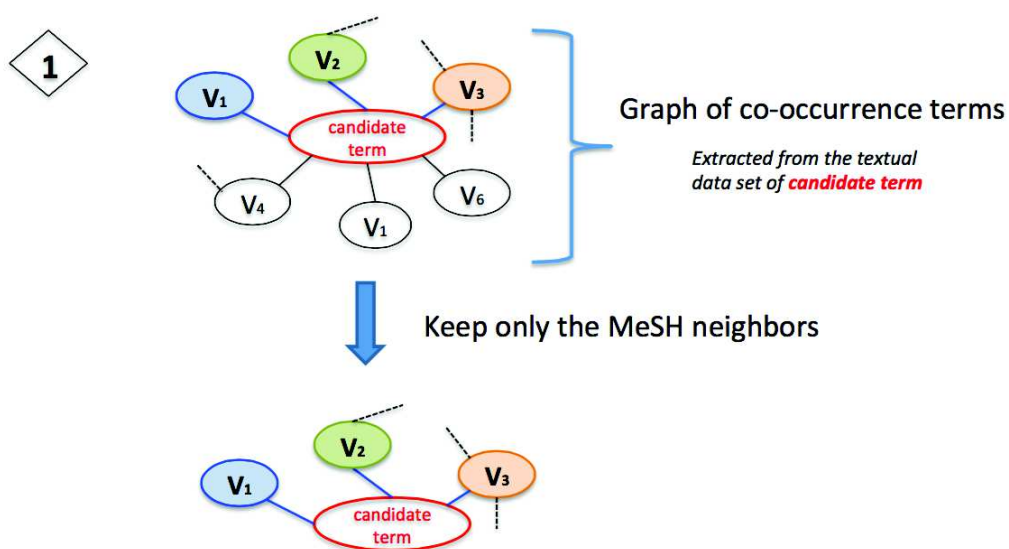 1
V2
V1
V3
candidate
term
V4
V1
V6
Graph of co-occurrence terms
Extracted from the textual
data set of candidate term
Keep only the MeSH neighbors
V2
V1
V3
candidate
term